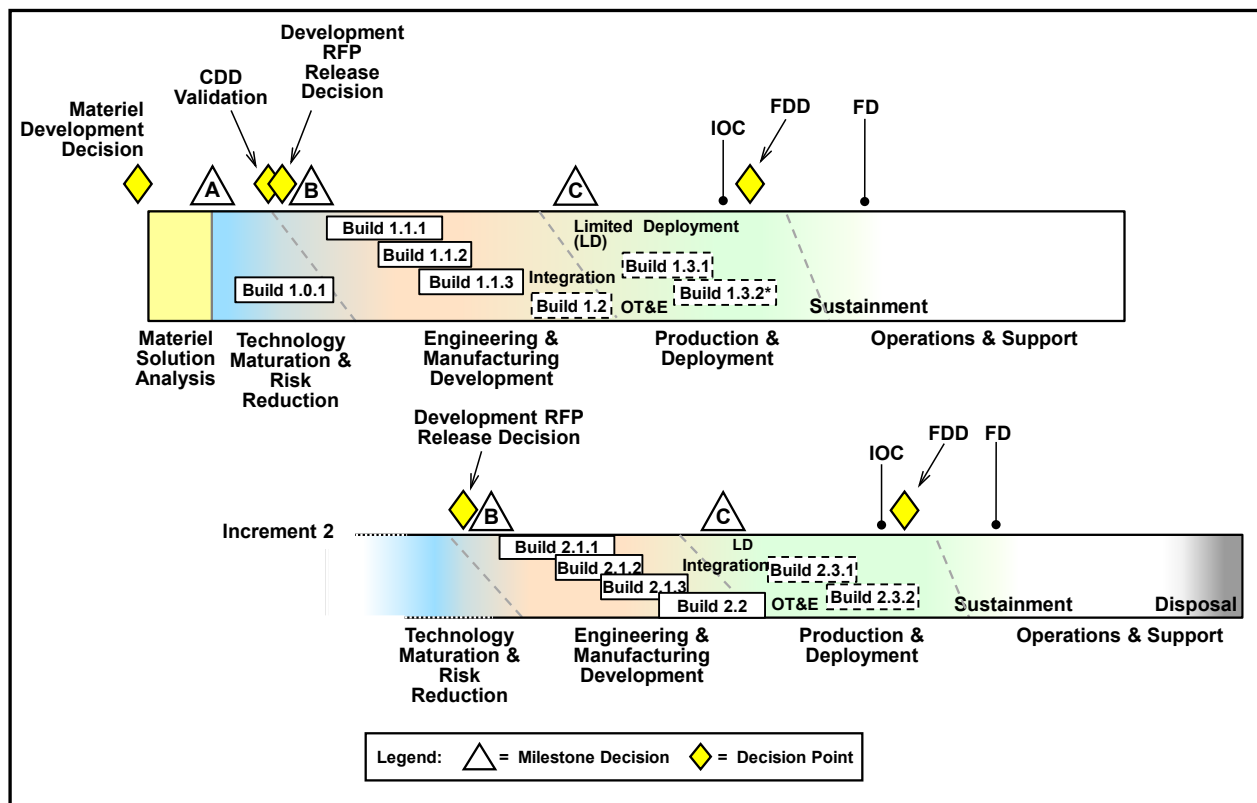 Development
RFP
Release
Decision
CDD
Validation
Materiel
Development
Decision
IOC
FDD
FD
A
B
C
Build 1.1.1
Build 1.1.2
Build 1.1.3
Build 1.0.1
Limited Deployment
(LD)
Integration
Build 1.2
OT&E
Build 1.3.1
Build 1.3.2*
Sustainment
Materiel
Solution
Analysis
Technology
Maturation &
Risk
Reduction
Engineering &
Manufacturing
Development
Production &
Deployment
Operations & Support
Development RFP
Release Decision
IOC
FDD
FD
Increment 2
B
C
Build 2.1.1
Build 2.1.2
Build 2.1.3
Build 2.2
LD
Integration
OT&E
Build 2.3.1
Build 2.3.2
Sustainment
Disposal
Technology
Maturation &
Risk
Reduction
Engineering &
Manufacturing
Development
Production &
Deployment
Operations & Support
Legend: = Milestone Decision = Decision Point